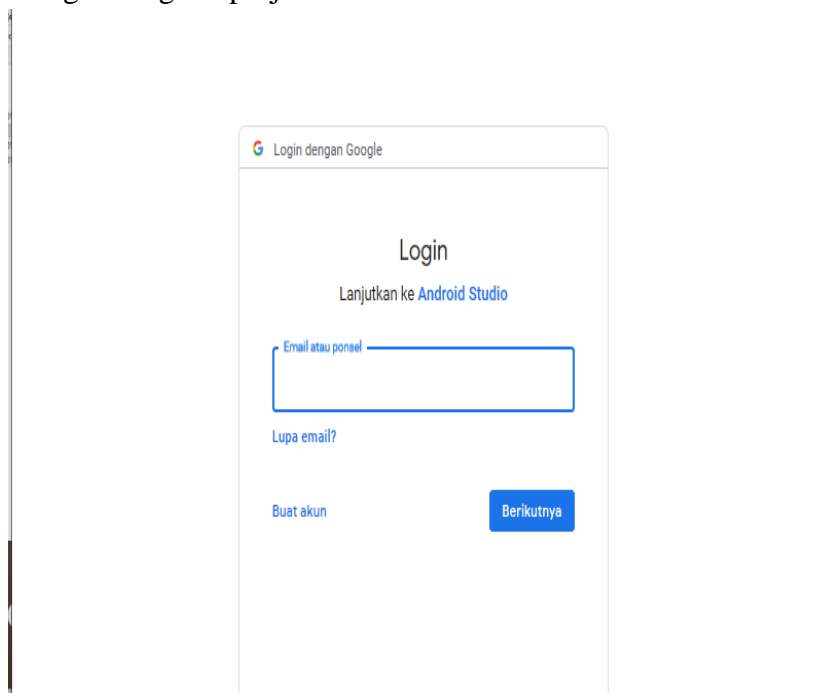 Login dengan Google
Login
Lanjutkan ke Android Studio
Email atau ponsel
Lupa email?
Buat akun
Berikutnya